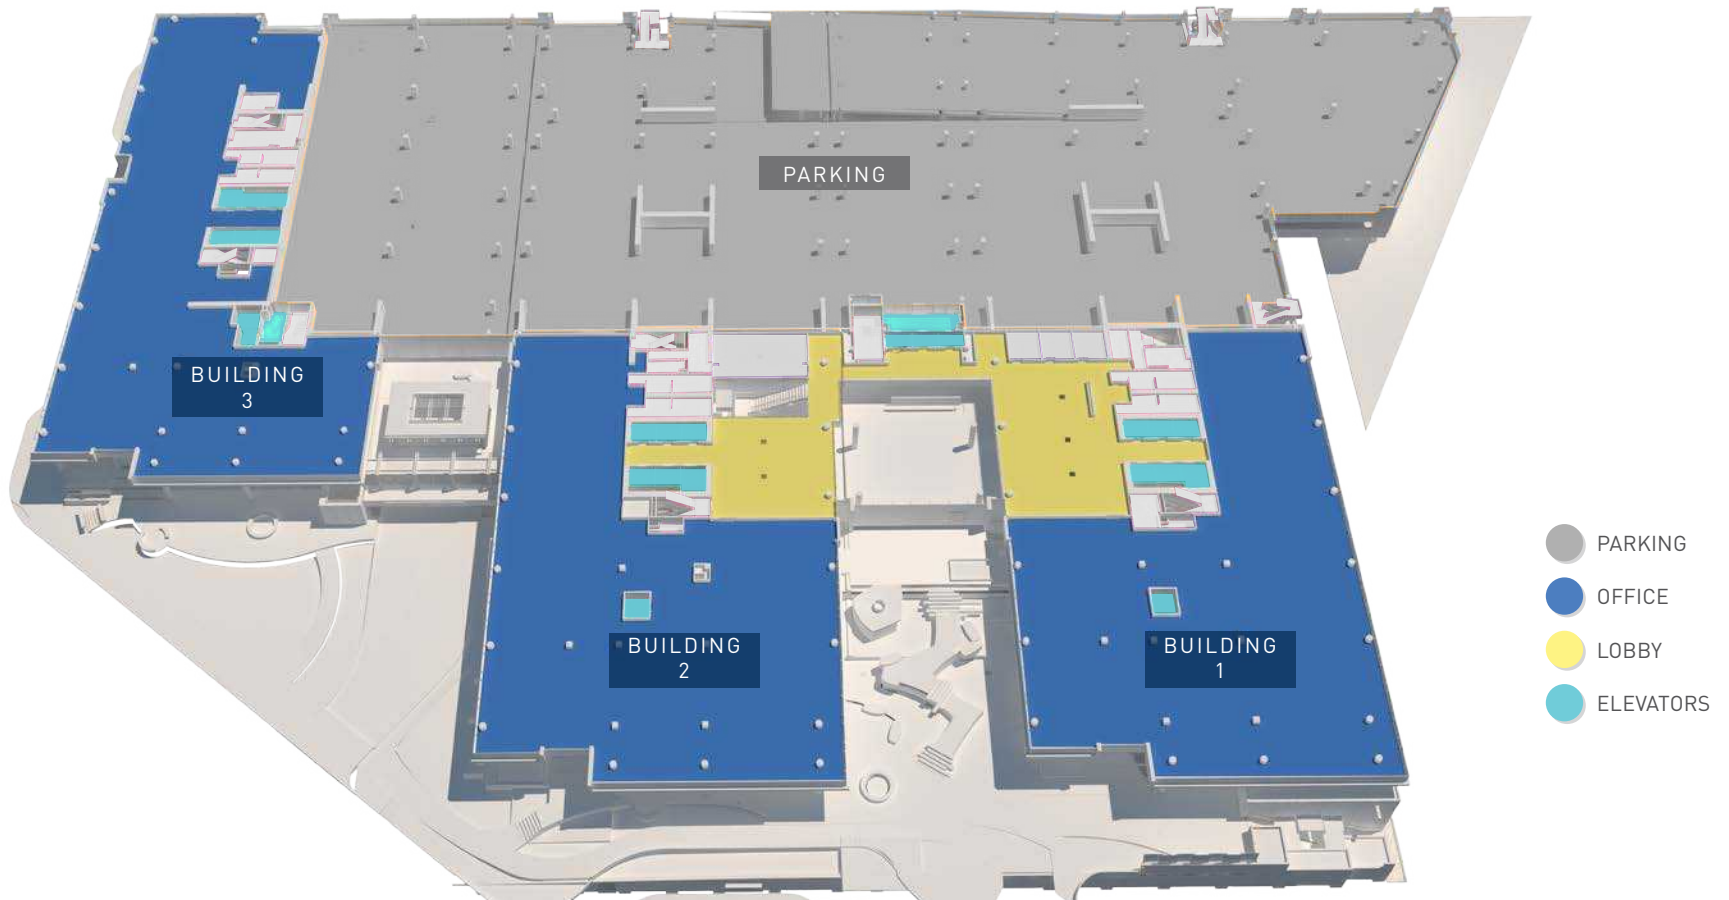 PARKING
BUILDING
3
BUILDING
2
BUILDING
1
PARKING
OFFICE
LOBBY
ELEVATORS